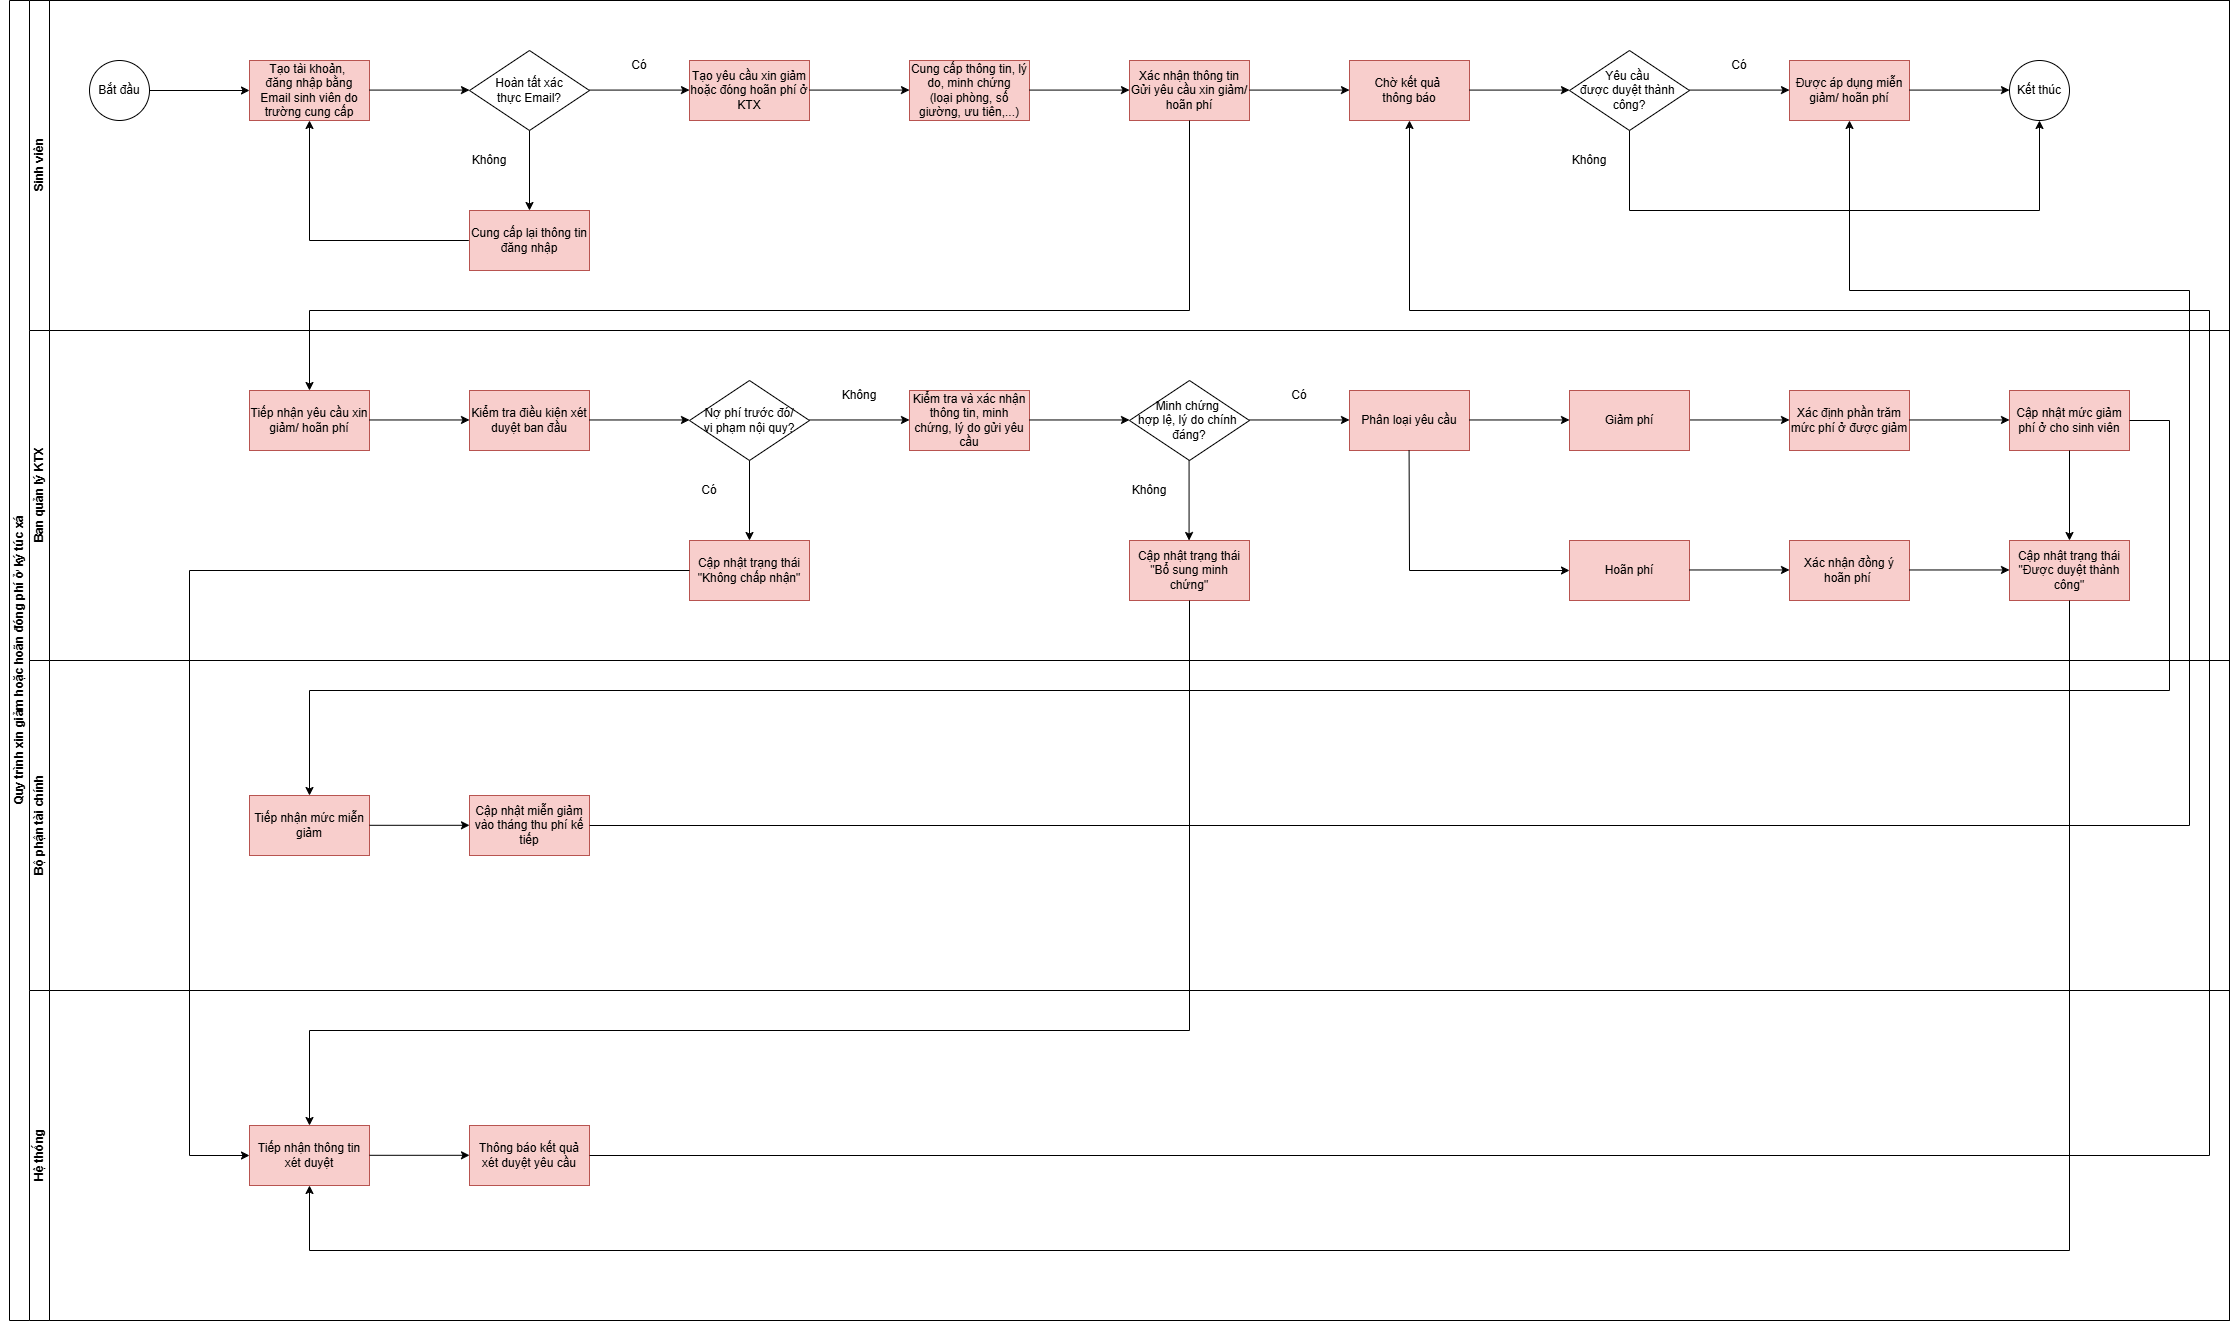 Quy trình xin giảm hoặc hoãn đóng phí ở ký túc xá
Sinh viên
Bắt đầu
Tạo tài khoản,
đăng nhập bằng
Email sinh viên do
trường cung cấp
Hoàn tất xác
thực Email?
Có
Không
Cung cấp lại thông tin
đăng nhập
Tạo yêu cầu xin giảm
hoặc đóng hoãn phí ở
KTX
Cung cấp thông tin, lý
do, minh chứng
(loại phòng, số
giường, ưu tiên,...)
Xác nhận thông tin
Gửi yêu cầu xin giảm/
hoãn phí
Chờ kết quả
thông báo
Yêu cầu
được duyệt thành
công?
Có
Không
Được áp dụng miễn
giảm/ hoãn phí
Kết thúc
Ban quản lý KTX
Tiếp nhận yêu cầu xin
giảm/ hoãn phí
Kiểm tra điều kiện xét
duyệt ban đầu
Nợ phí trước đó/
vi phạm nội quy?
Không
Có
Cập nhật trạng thái
"Không chấp nhận"
Kiểm tra và xác nhận
thông tin, minh
chứng, lý do gửi yêu
cầu
Minh chứng
hợp lệ, lý do chính
đáng?
Có
Không
Cập nhật trạng thái
"Bổ sung minh
chứng"
Phân loại yêu cầu
Giảm phí
Xác định phần trăm
mức phí ở được giảm
Cập nhật mức giảm
phí ở cho sinh viên
Hoãn phí
Xác nhận đồng ý
hoãn phí
Cập nhật trạng thái
"Được duyệt thành
công"
Bộ phận tài chính
Tiếp nhận mức miễn
giảm
Cập nhật miễn giảm
vào tháng thu phí kế
tiếp
Hệ thống
Tiếp nhận thông tin
xét duyệt
Thông báo kết quả
xét duyệt yêu cầu